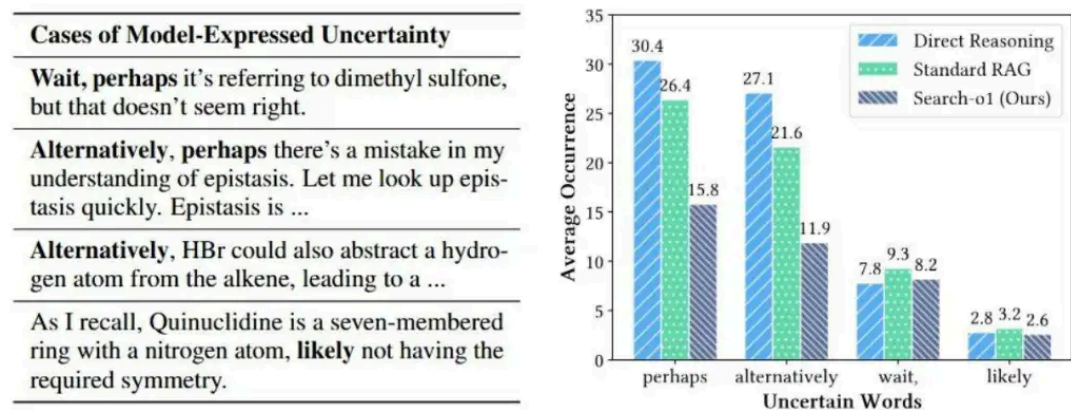 Cases of Model-Expressed Uncertainty
Wait, perhaps it's referring to dimethyl sulfone,
but that doesn't seem right.
Alternatively, perhaps there's a mistake in my
understanding of epistasis. Let me look up epis-
tasis quickly. Epistasis is ...
Alternatively, HBr could also abstract a hydro-
gen atom from the alkene, leading to a ...
As I recall, Quinuclidine is a seven-membered
ring with a nitrogen atom, likely not having the
required symmetry.
Average Occurrence
35
30
25
20
15
10
5
0
Direct Reasoning
Standard RAG
Search-o1 (Ours)
30.4
26.4
15.8
27.1
21.6
11.9
7.8
9.3
8.2
2.8
3.2
2.6
perhaps
alternatively
wait,
likely
Uncertain Words